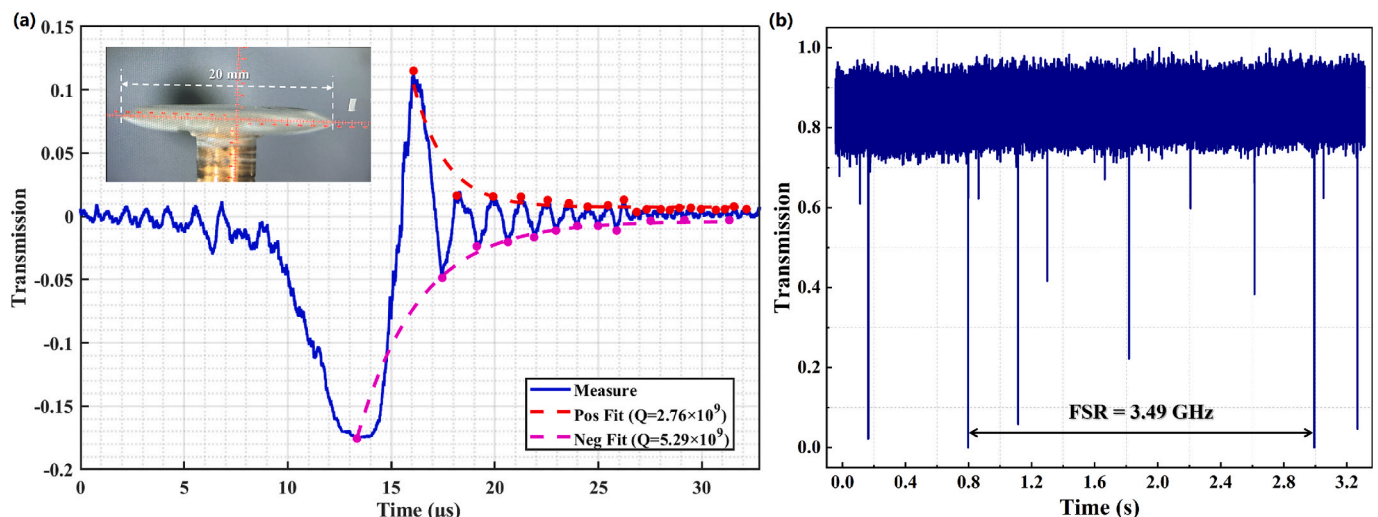 (a)
0.15
0.1
0.05
0
-0.05
-0.1
-0.15
-0.2
Transmission
20 mm
Measure
Pos Fit (Q=2.76×10⁹)
Neg Fit (Q=5.29×10⁹)
0 5 10 15 20 25 30
Time (μs)
(b)
1.0
0.8
0.6
0.4
0.2
0.0
Transmission
FSR = 3.49 GHz
0.0 0.4 0.8 1.2 1.6 2.0 2.4 2.8 3.2
Time (s)